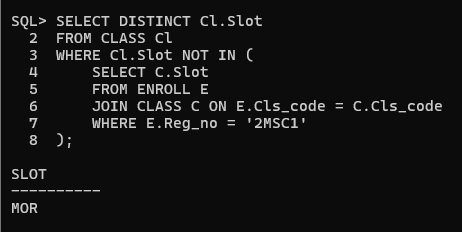 SQL> SELECT DISTINCT Cl.Slot
  2  FROM CLASS Cl
  3  WHERE Cl.Slot NOT IN (
  4      SELECT C.Slot
  5      FROM ENROLL E
  6      JOIN CLASS C ON E.Cls_code = C.Cls_code
  7      WHERE E.Reg_no = '2MSC1'
  8  );
SLOT
----------
MOR